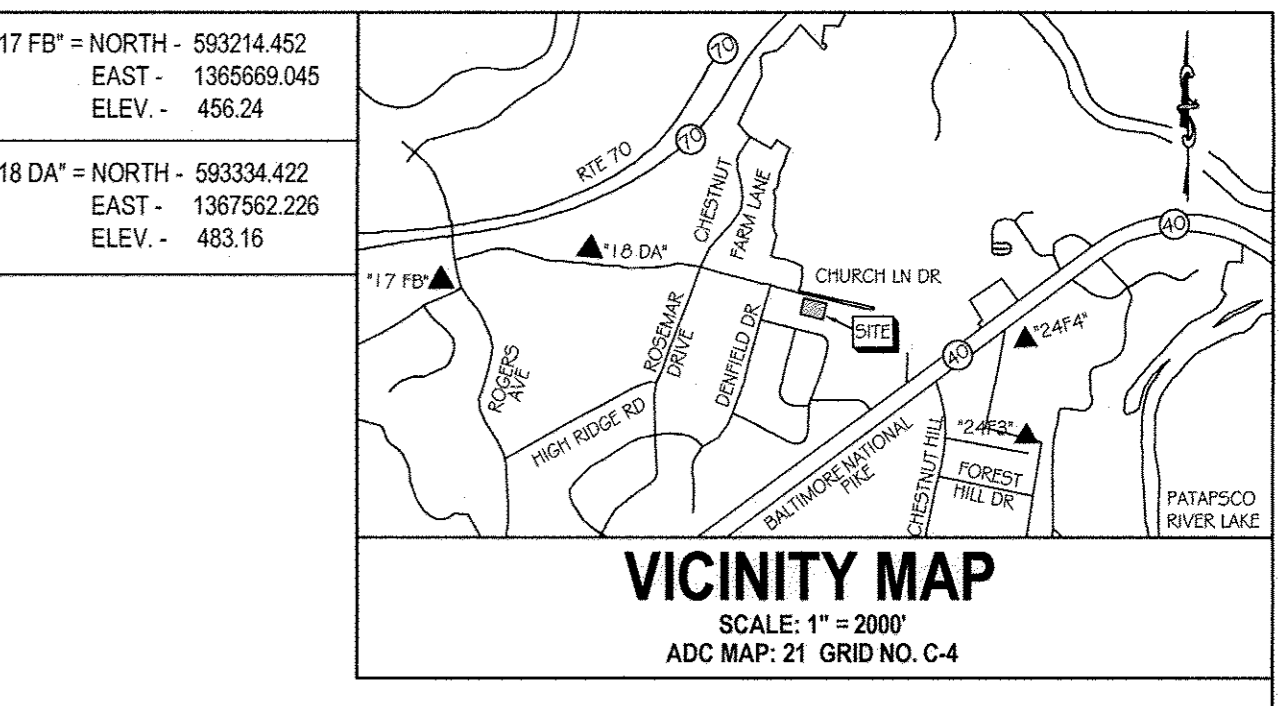 17 FB" = NORTH - 593214.452
EAST - 1365669.045
ELEV. - 456.24
18 DA" = NORTH - 593334.422
EAST - 1367562.226
ELEV. - 483.16
70
70
RTE 70
CHESTNUT
FARM LANE
"18 DA"
"17 FB"
CHURCH LN DR
SITE
40
40
"24F4"
"24F3"
ROSEMAR
DRIVE
DENFIELD DR
ROGERS
AVE
HIGH RIDGE RD
BALTIMORE NATIONAL
PIKE
CHESTNUT HILL
FOREST
HILL DR
PATAPSCO
RIVER LAKE
VICINITY MAP
SCALE: 1" = 2000'
ADC MAP: 21 GRID NO. C-4